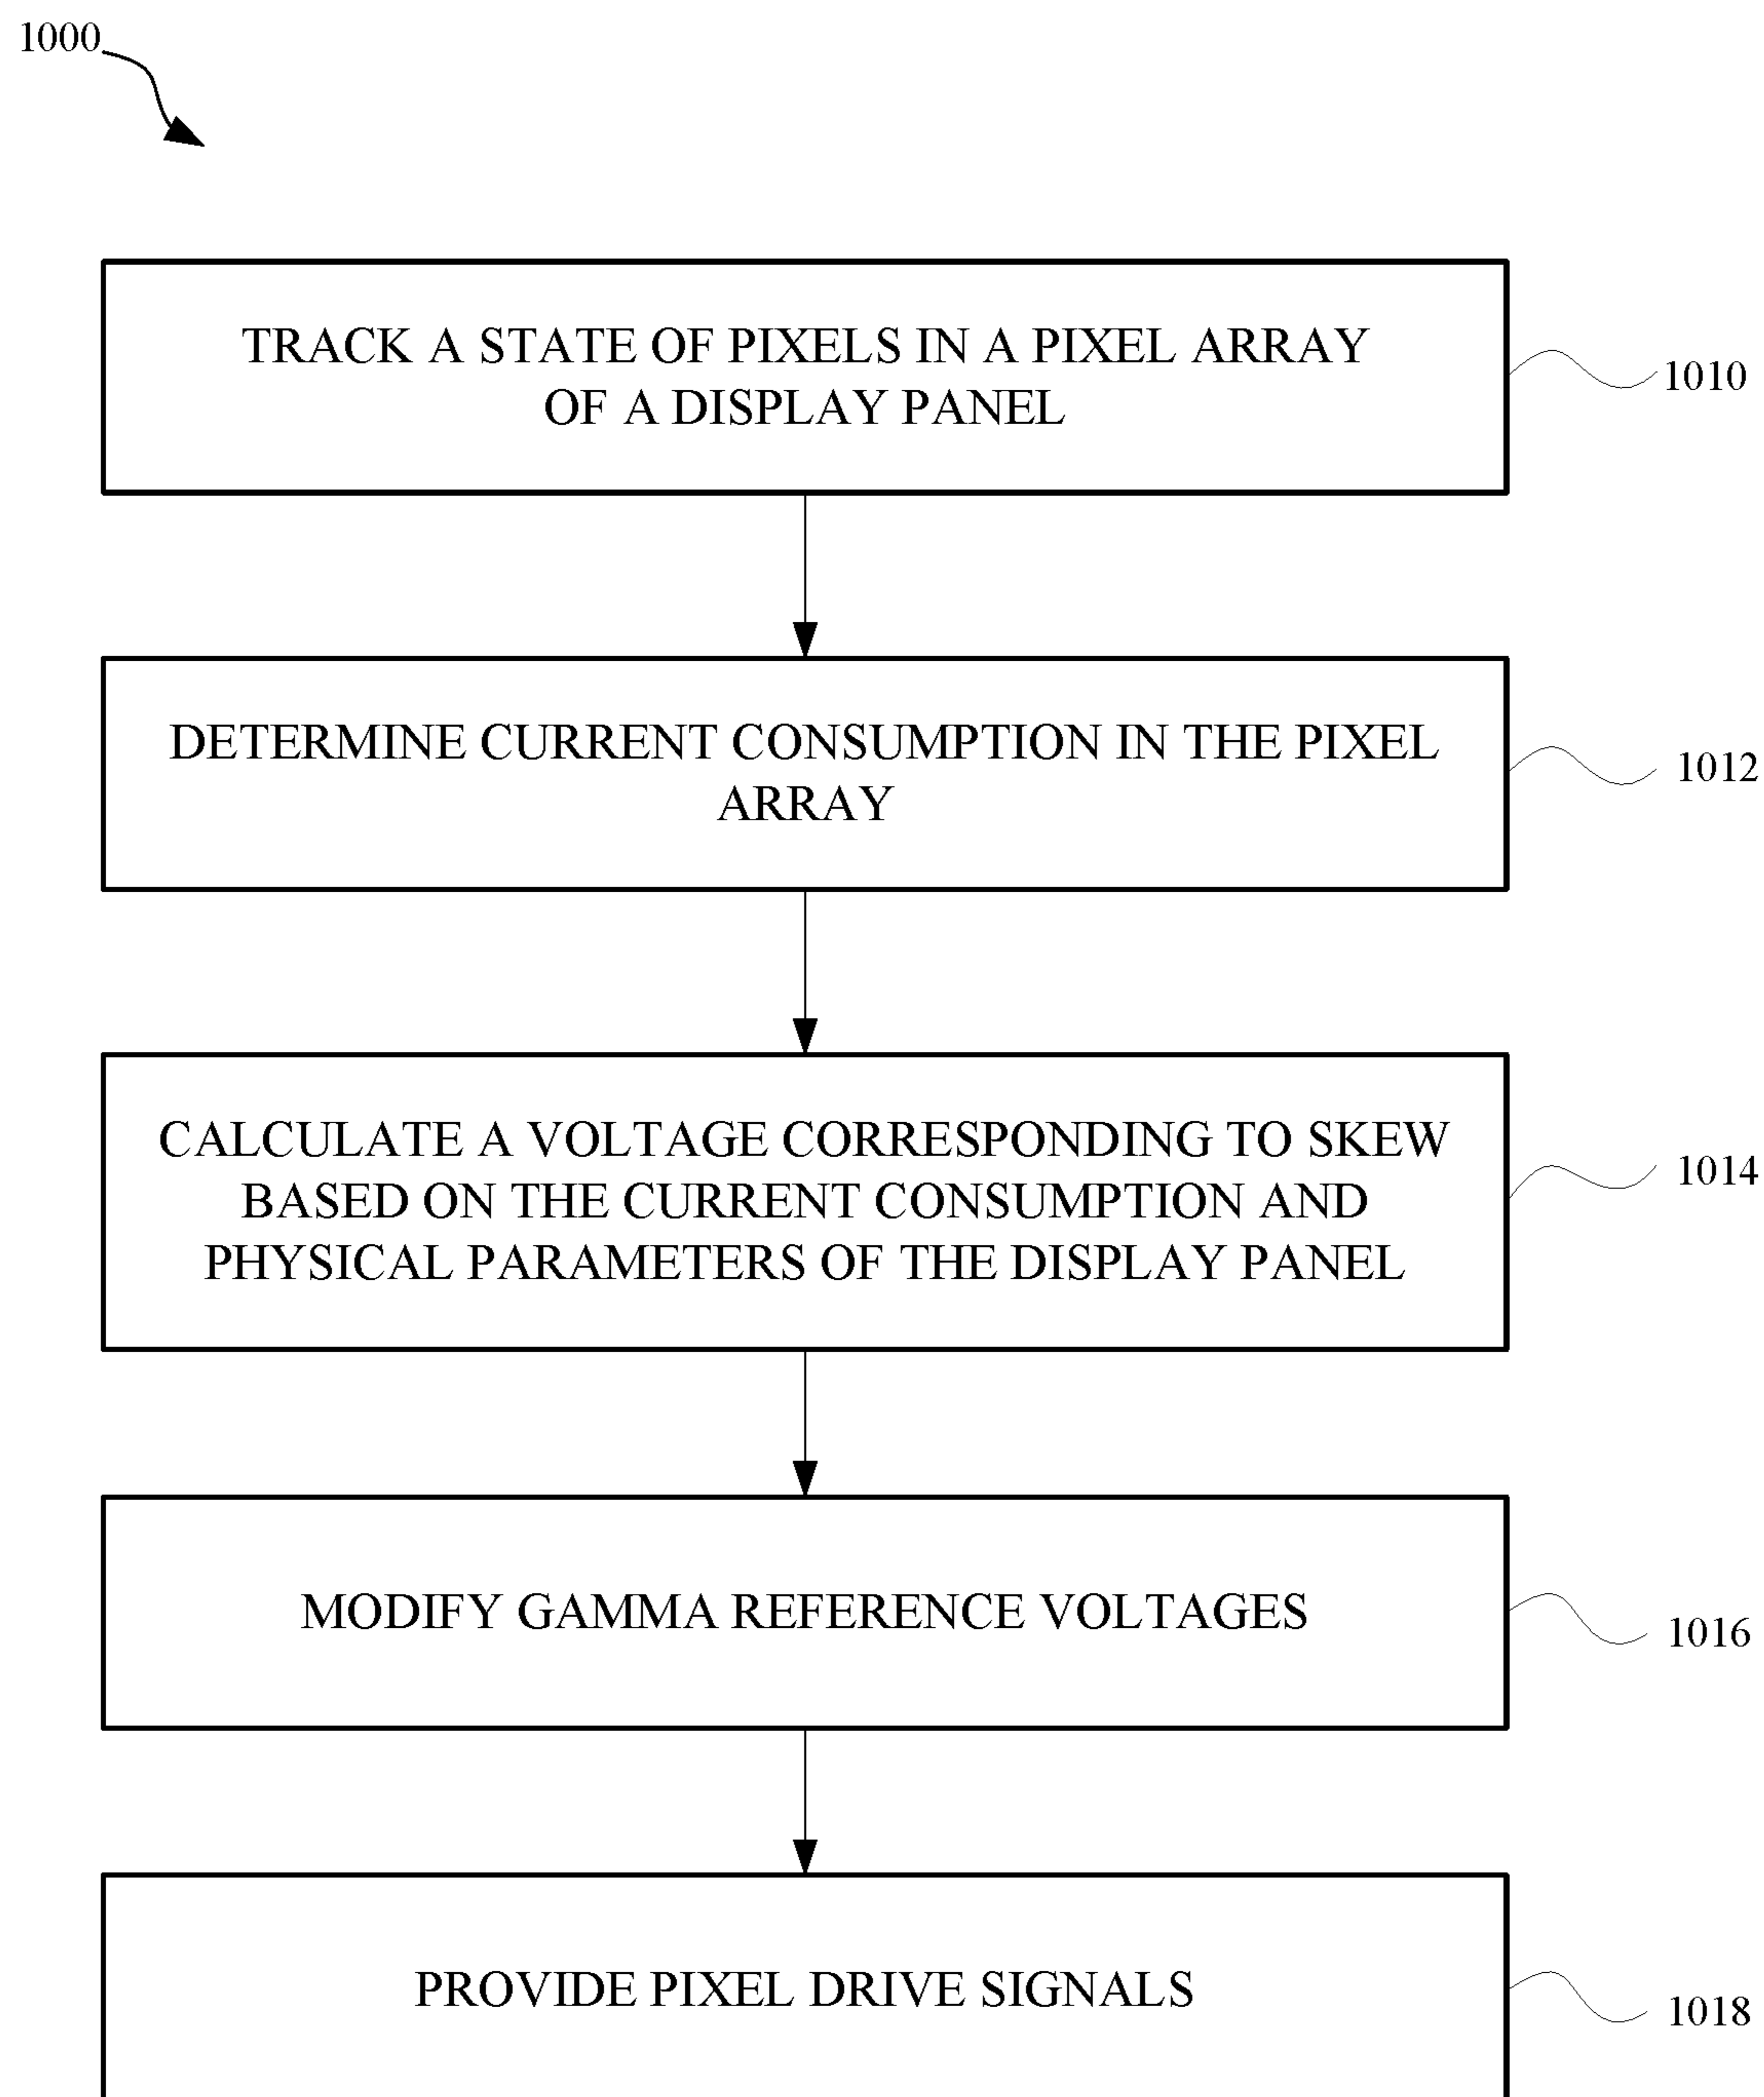 1000
TRACK A STATE OF PIXELS IN A PIXEL ARRAY
OF A DISPLAY PANEL
1010
DETERMINE CURRENT CONSUMPTION IN THE PIXEL
ARRAY
1012
CALCULATE A VOLTAGE CORRESPONDING TO SKEW
BASED ON THE CURRENT CONSUMPTION AND
PHYSICAL PARAMETERS OF THE DISPLAY PANEL
1014
MODIFY GAMMA REFERENCE VOLTAGES
1016
PROVIDE PIXEL DRIVE SIGNALS
1018